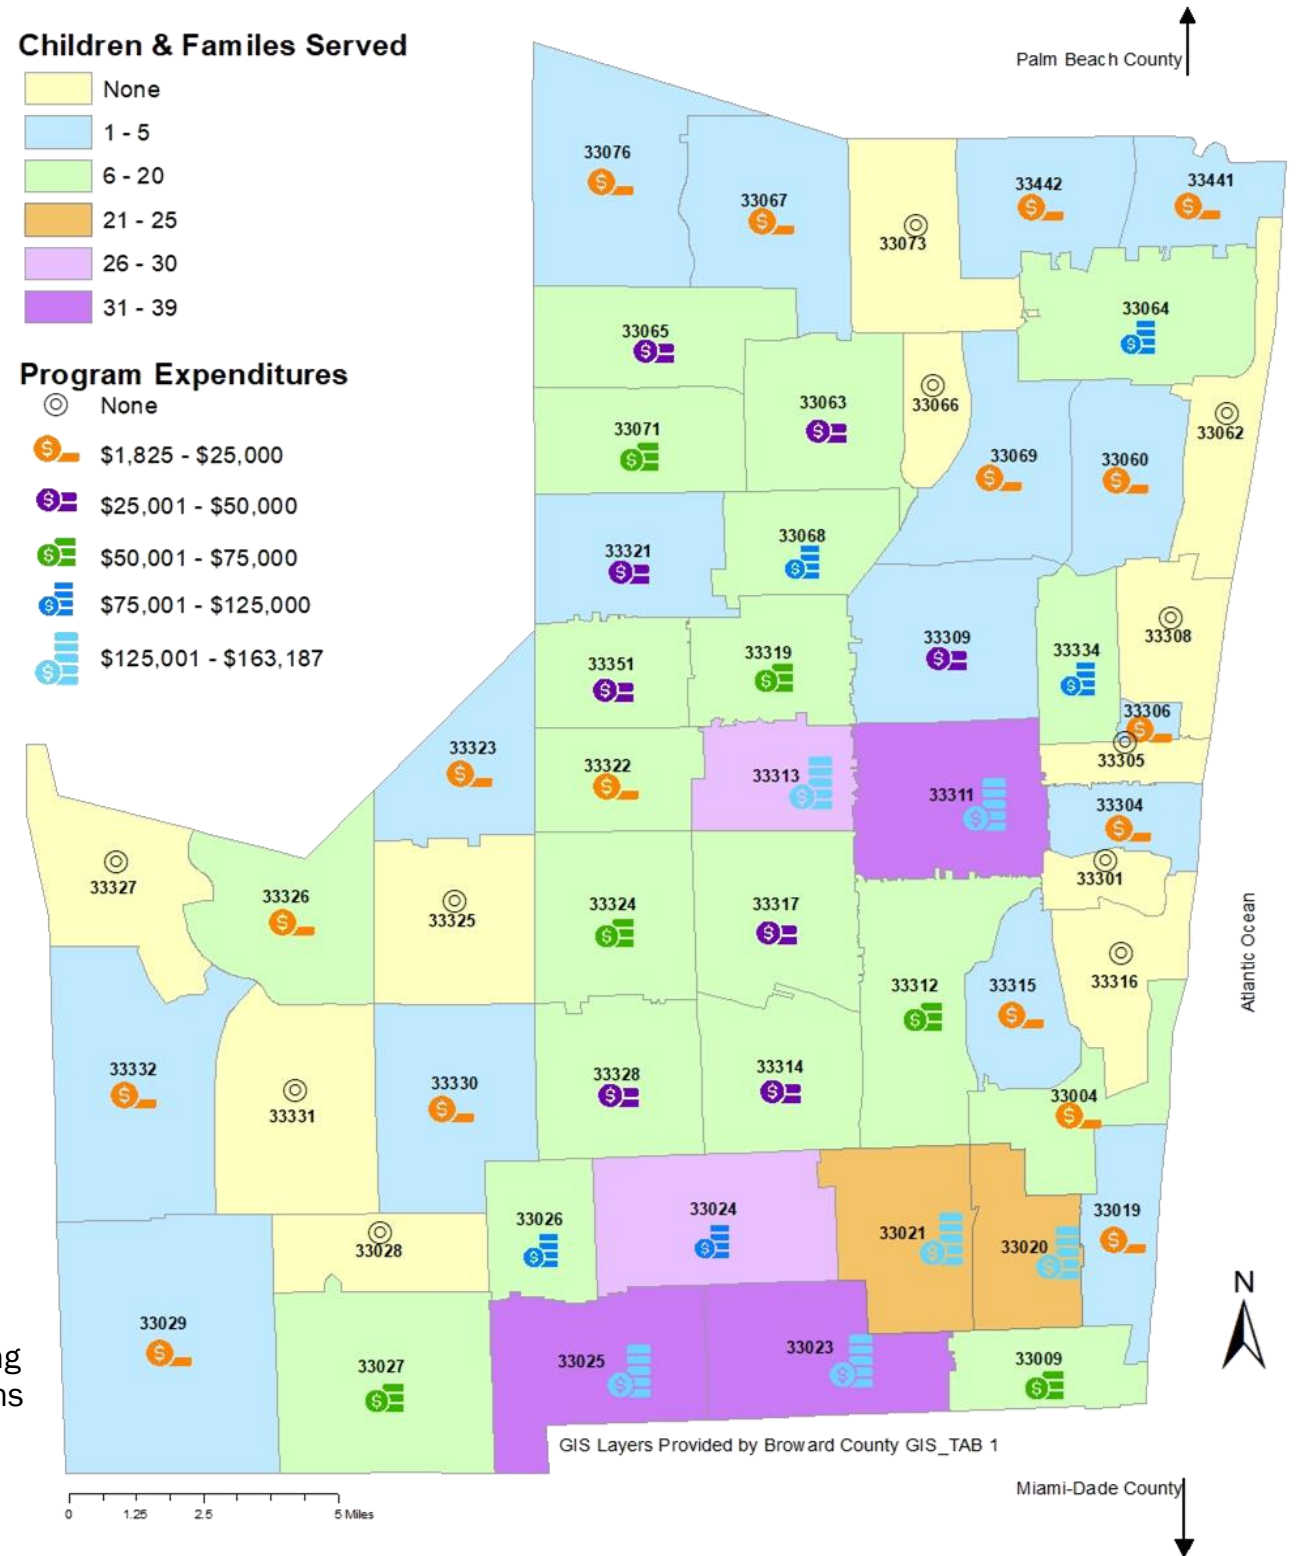 Children & Familes Served
None
1 - 5
6 - 20
21 - 25
26 - 30
31 - 39
Program Expenditures
None
$1,825 - $25,000
$25,001 - $50,000
$50,001 - $75,000
$75,001 - $125,000
$125,001 - $163,187
Palm Beach County
33076
33067
33073
33442
33441
33064
33065
33063
33066
33062
33071
33069
33060
33068
33321
33309
33334
33308
33351
33319
33306
33305
33323
33322
33313
33311
33304
33301
33327
33326
33325
33324
33317
33312
33315
33316
Atlantic Ocean
33332
33331
33330
33328
33314
33004
33028
33026
33024
33021
33020
33019
33029
33027
33025
33023
33009
N
ng
ns
GIS Layers Provided by Broward County GIS_TAB 1
Miami-Dade County
0 1.25 2.5 5 Miles